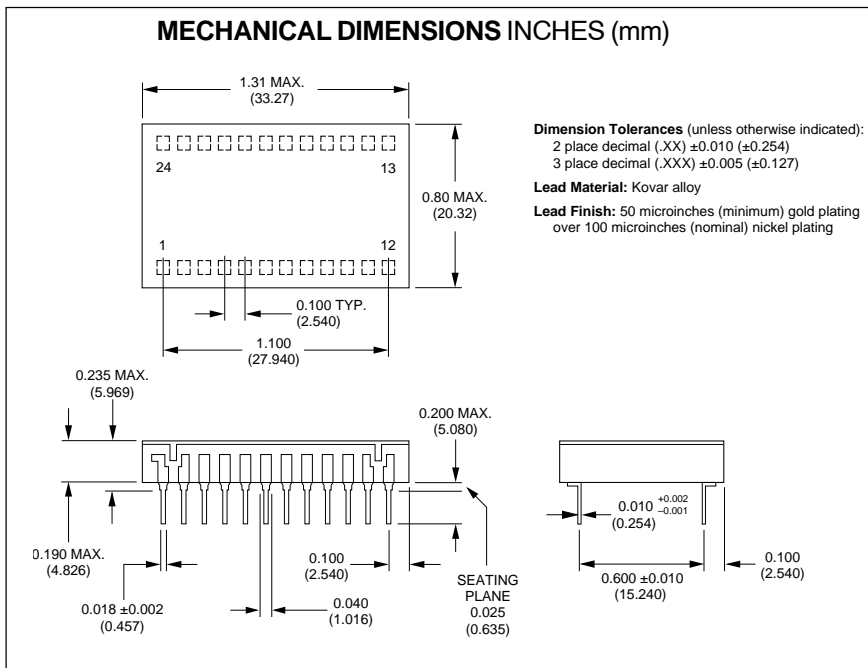 MECHANICAL DIMENSIONS INCHES (mm)
1.31 MAX.
(33.27)
Dimension Tolerances (unless otherwise indicated):
2 place decimal (.XX) ±0.010 (±0.254)
3 place decimal (.XXX) ±0.005 (±0.127)
Lead Material: Kovar alloy
Lead Finish: 50 microinches (minimum) gold plating
over 100 microinches (nominal) nickel plating
24
13
0.80 MAX.
(20.32)
1
12
0.100 TYP.
(2.540)
1.100
(27.940)
0.235 MAX.
(5.969)
0.200 MAX.
(5.080)
0.190 MAX.
(4.826)
0.018 ±0.002
(0.457)
0.100
(2.540)
0.040
(1.016)
SEATING
PLANE
0.025
(0.635)
0.010 +0.002 –0.001
(0.254)
0.600 ±0.010
(15.240)
0.100
(2.540)